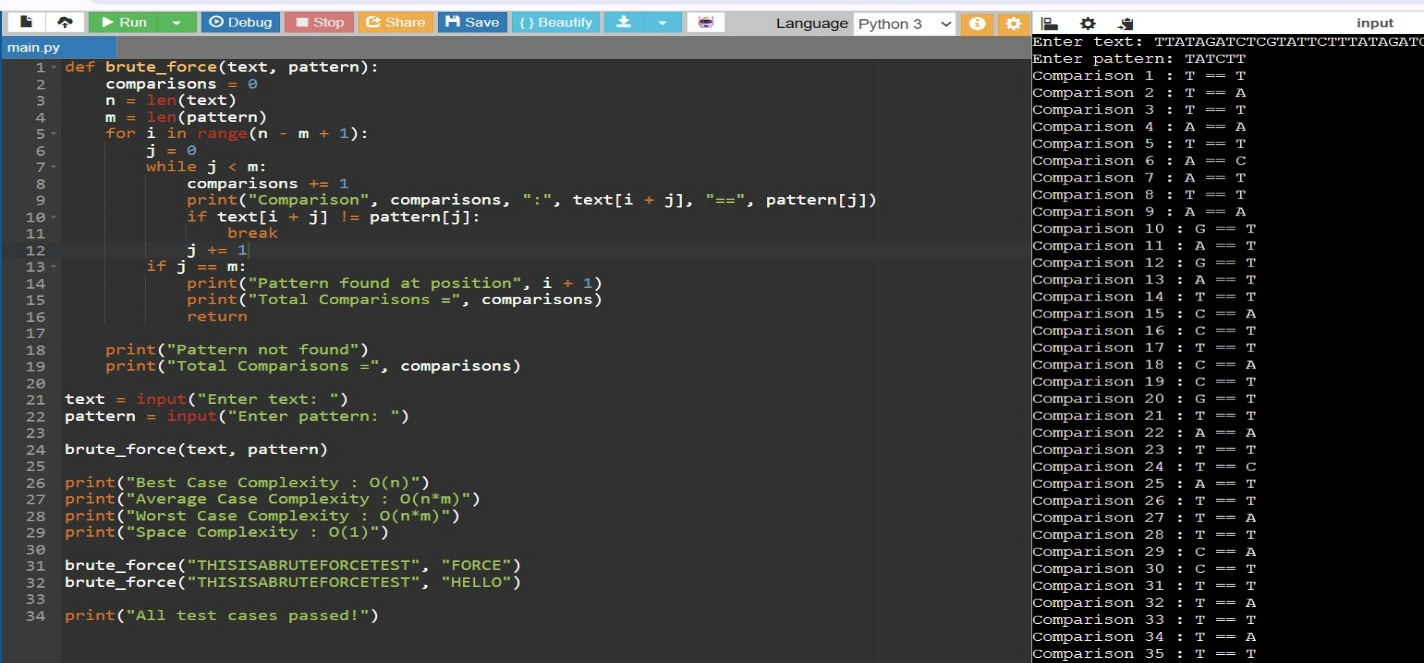 Run Debug Stop Share Save { } Beautify Language Python 3 input
main.py
1 def brute_force(text, pattern):
2 comparisons = 0
3 n = len(text)
4 m = len(pattern)
5 for i in range(n - m + 1):
6 j = 0
7 while j < m:
8 comparisons += 1
9 print("Comparison", comparisons, ":", text[i + j], "==", pattern[j])
10 if text[i + j] != pattern[j]:
11 break
12 j += 1
13 if j == m:
14 print("Pattern found at position", i + 1)
15 print("Total Comparisons =", comparisons)
16 return
17
18 print("Pattern not found")
19 print("Total Comparisons =", comparisons)
20
21 text = input("Enter text: ")
22 pattern = input("Enter pattern: ")
23
24 brute_force(text, pattern)
25
26 print("Best Case Complexity : O(n)")
27 print("Average Case Complexity : O(n*m)")
28 print("Worst Case Complexity : O(n*m)")
29 print("Space Complexity : O(1)")
30
31 brute_force("THISISABRUTEFORCETEST", "FORCE")
32 brute_force("THISISABRUTEFORCETEST", "HELLO")
33
34 print("All test cases passed!")
Enter text: TTATAGATCTCGTATTCTTTATAGATC
Enter pattern: TATCTT
Comparison 1 : T == T
Comparison 2 : T == A
Comparison 3 : T == T
Comparison 4 : A == A
Comparison 5 : T == T
Comparison 6 : A == C
Comparison 7 : A == T
Comparison 8 : T == T
Comparison 9 : A == A
Comparison 10 : G == T
Comparison 11 : A == T
Comparison 12 : G == T
Comparison 13 : A == T
Comparison 14 : T == T
Comparison 15 : C == A
Comparison 16 : C == T
Comparison 17 : T == T
Comparison 18 : C == A
Comparison 19 : C == T
Comparison 20 : G == T
Comparison 21 : T == T
Comparison 22 : A == A
Comparison 23 : T == T
Comparison 24 : T == C
Comparison 25 : A == T
Comparison 26 : T == T
Comparison 27 : T == A
Comparison 28 : T == T
Comparison 29 : C == A
Comparison 30 : C == T
Comparison 31 : T == T
Comparison 32 : T == A
Comparison 33 : T == T
Comparison 34 : T == A
Comparison 35 : T == T